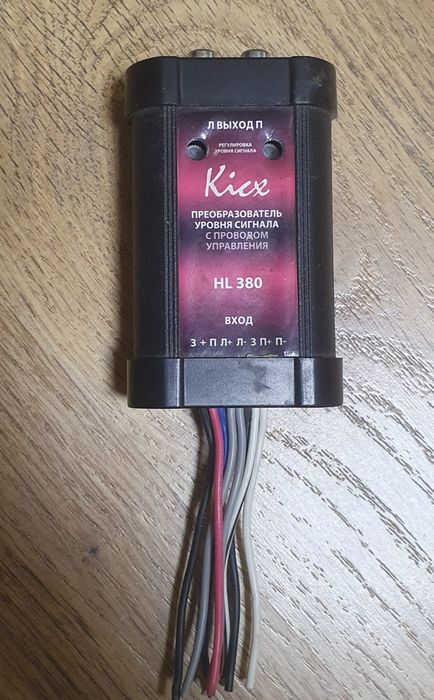 Л ВЫХОД П
РЕГУЛИРОВКА
УРОВНЯ СИГНАЛА
Kicx
ПРЕОБРАЗОВАТЕЛЬ
УРОВНЯ СИГНАЛА
С ПРОВОДОМ
УПРАВЛЕНИЯ
HL 380
ВХОД
З + П Л+ Л- З П+ П-